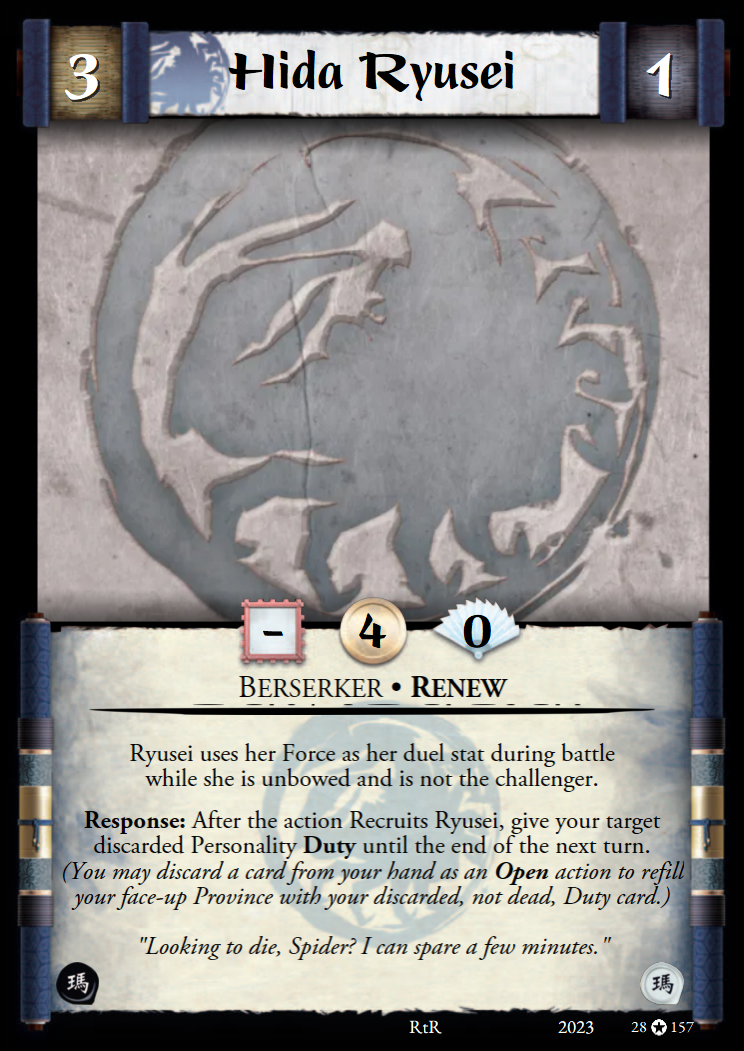 3 Hida Ryusei 1
- 4 0
BERSERKER • RENEW
Ryusei uses her Force as her duel stat during battle
while she is unbowed and is not the challenger.
Response: After the action Recruits Ryusei, give your target
discarded Personality Duty until the end of the next turn.
(You may discard a card from your hand as an Open action to refill
your face-up Province with your discarded, not dead, Duty card.)
"Looking to die, Spider? I can spare a few minutes."
瑪 瑪
RtR 2023 28 ✪ 157